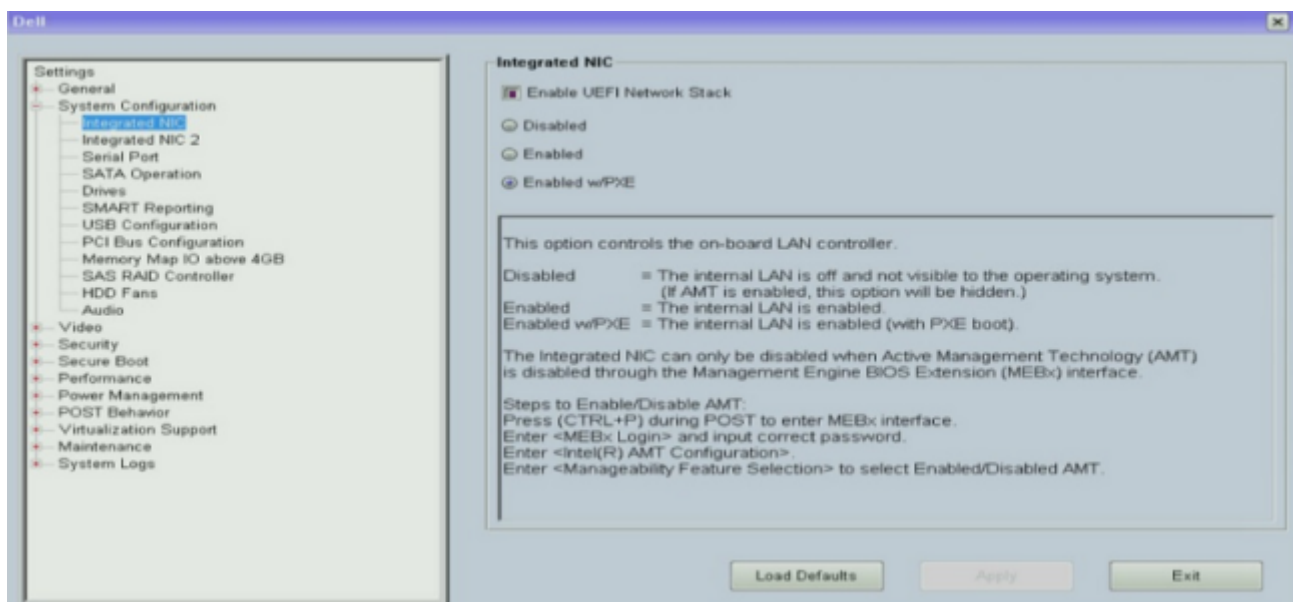 Dell
Settings
General
System Configuration
Integrated NIC
Integrated NIC 2
Serial Port
SATA Operation
Drives
SMART Reporting
USB Configuration
PCI Bus Configuration
Memory Map IO above 4GB
SAS RAID Controller
HDD Fans
Audio
Video
Security
Secure Boot
Performance
Power Management
POST Behavior
Virtualization Support
Maintenance
System Logs
Integrated NIC
Enable UEFI Network Stack
Disabled
Enabled
Enabled w/PXE
This option controls the on-board LAN controller.
Disabled = The internal LAN is off and not visible to the operating system.
(If AMT is enabled, this option will be hidden.)
Enabled = The internal LAN is enabled.
Enabled w/PXE = The internal LAN is enabled (with PXE boot).
The Integrated NIC can only be disabled when Active Management Technology (AMT)
is disabled through the Management Engine BIOS Extension (MEBx) interface.
Steps to Enable/Disable AMT:
Press (CTRL+P) during POST to enter MEBx interface.
Enter <MEBx Login> and input correct password.
Enter <Intel(R) AMT Configuration>.
Enter <Manageability Feature Selection> to select Enabled/Disabled AMT.
Load Defaults
Apply
Exit